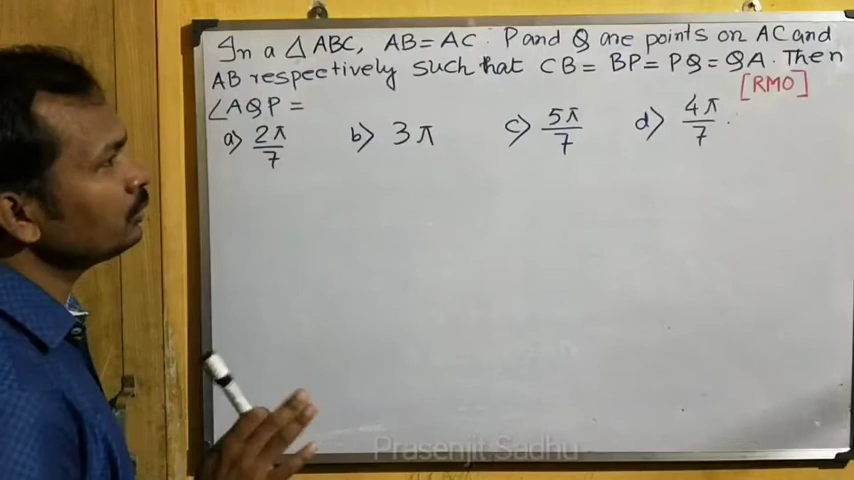 In a △ABC, AB=AC. P and Q are points on AC and
AB respectively such that CB= BP= PQ= QA. Then
[RMO]
∠AQP =
a) 2π/7 b) 3π c) 5π/7 d) 4π/7.
Prasenjit Sadhu